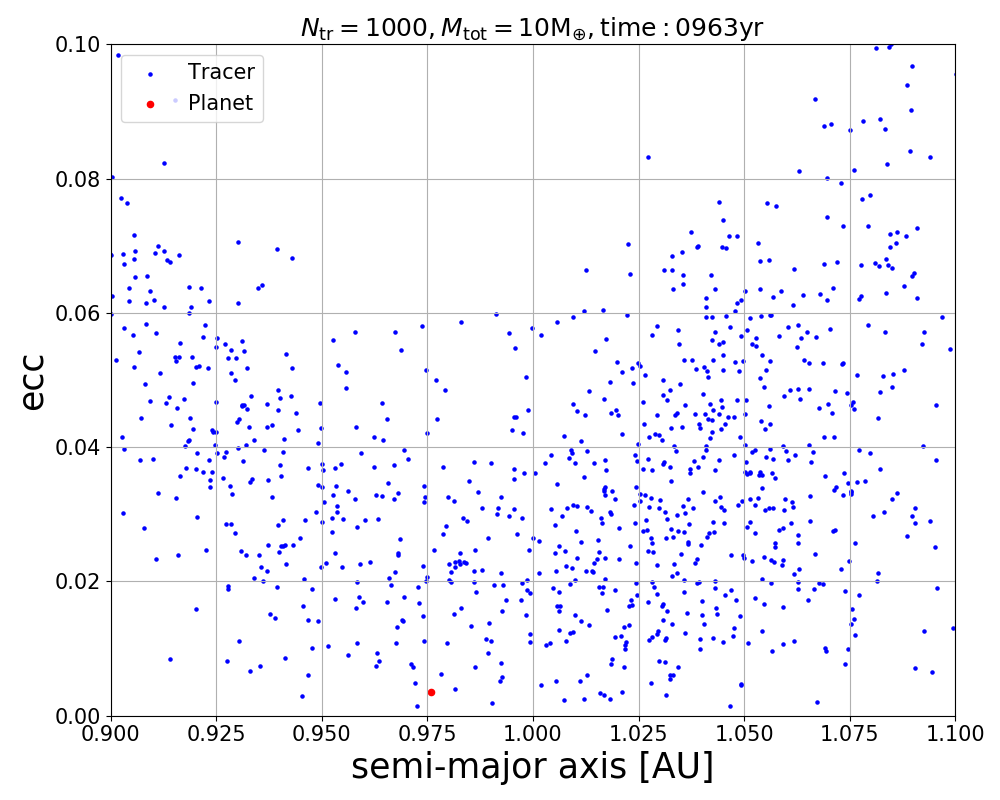 N_tr = 1000, M_tot = 10M_⊕, time : 0963yr
Tracer
Planet
0.10
0.08
0.06
0.04
0.02
0.00
ecc
0.900 0.925 0.950 0.975 1.000 1.025 1.050 1.075 1.100
semi-major axis [AU]